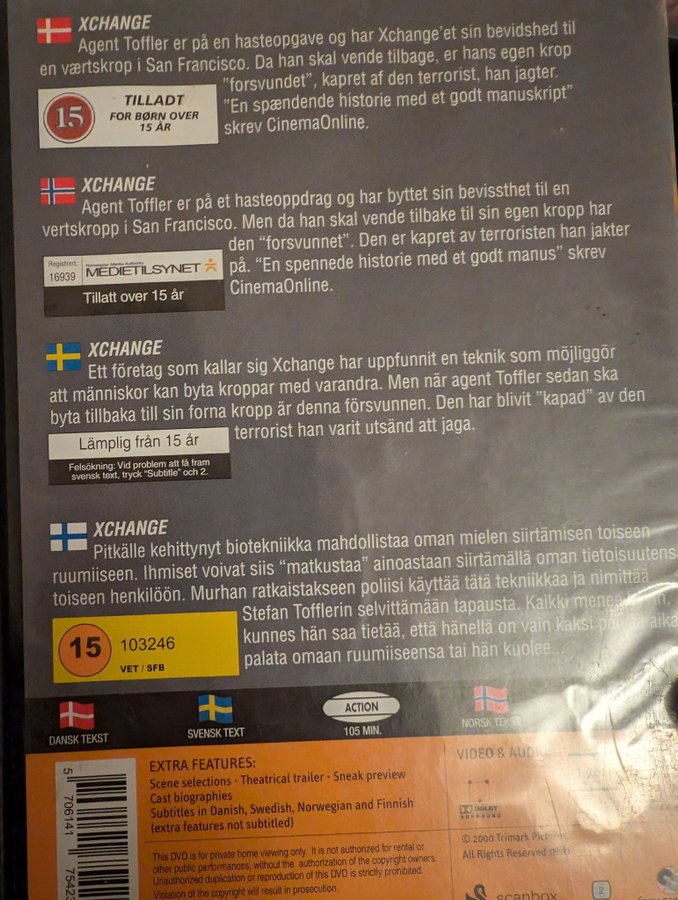 XCHANGE
Agent Toffler er på en hasteopgave og har Xchange'et sin bevidshed til
en værtskrop i San Francisco. Da han skal vende tilbage, er hans egen krop
"forsvundet", kapret af den terrorist, han jagter.
"En spændende historie med et godt manuskript"
skrev CinemaOnline.
15
TILLADT
FOR BØRN OVER
15 ÅR
XCHANGE
Agent Toffler er på et hasteoppdrag og har byttet sin bevissthet til en
vertskropp i San Francisco. Men da han skal vende tilbake til sin egen kropp har
den "forsvunnet". Den er kapret av terroristen han jakter
på. "En spennende historie med et godt manus" skrev
CinemaOnline.
Registrert:
16939
Norwegian Media Authority
MEDIETILSYNET
Tillatt over 15 år
XCHANGE
Ett företag som kallar sig Xchange har uppfunnit en teknik som möjliggör
att människor kan byta kroppar med varandra. Men när agent Toffler sedan ska
byta tillbaka till sin forna kropp är denna försvunnen. Den har blivit "kapad" av den
terrorist han varit utsänd att jaga.
Lämplig från 15 år
Felsökning: Vid problem att få fram
svensk text, tryck "Subtitle" och 2.
XCHANGE
Pitkälle kehittynyt biotekniikka mahdollistaa oman mielen siirtämisen toiseen
ruumiiseen. Ihmiset voivat siis "matkustaa" ainoastaan siirtämällä oman tietoisuutens
toiseen henkilöön. Murhan ratkaistakseen poliisi käyttää tätä tekniikkaa ja nimittää
Stefan Tofflerin selvittämään tapausta. Kaikki menee
kunnes hän saa tietää, että hänellä on vain kaksi aika
palata omaan ruumiiseensa tai hän kuolee...
15
103246
VET / SFB
DANSK TEKST
SVENSK TEXT
ACTION
105 MIN.
NORSK TEKST
5 706141 7542
EXTRA FEATURES:
Scene selections · Theatrical trailer · Sneak preview
Cast biographies
Subtitles in Danish, Swedish, Norwegian and Finnish
(extra features not subtitled)
This DVD is for private home viewing only. It is not authorized for rental or
other public performances, without the authorization of the copyright owners.
Unauthorized duplication or reproduction of this DVD is strictly prohibited.
Violation of the copyright will result in prosecution.
VIDEO & AUDIO
DOLBY
SURROUND
© 2000 Trimark Pictures
All Rights Reserved
scanbox
2